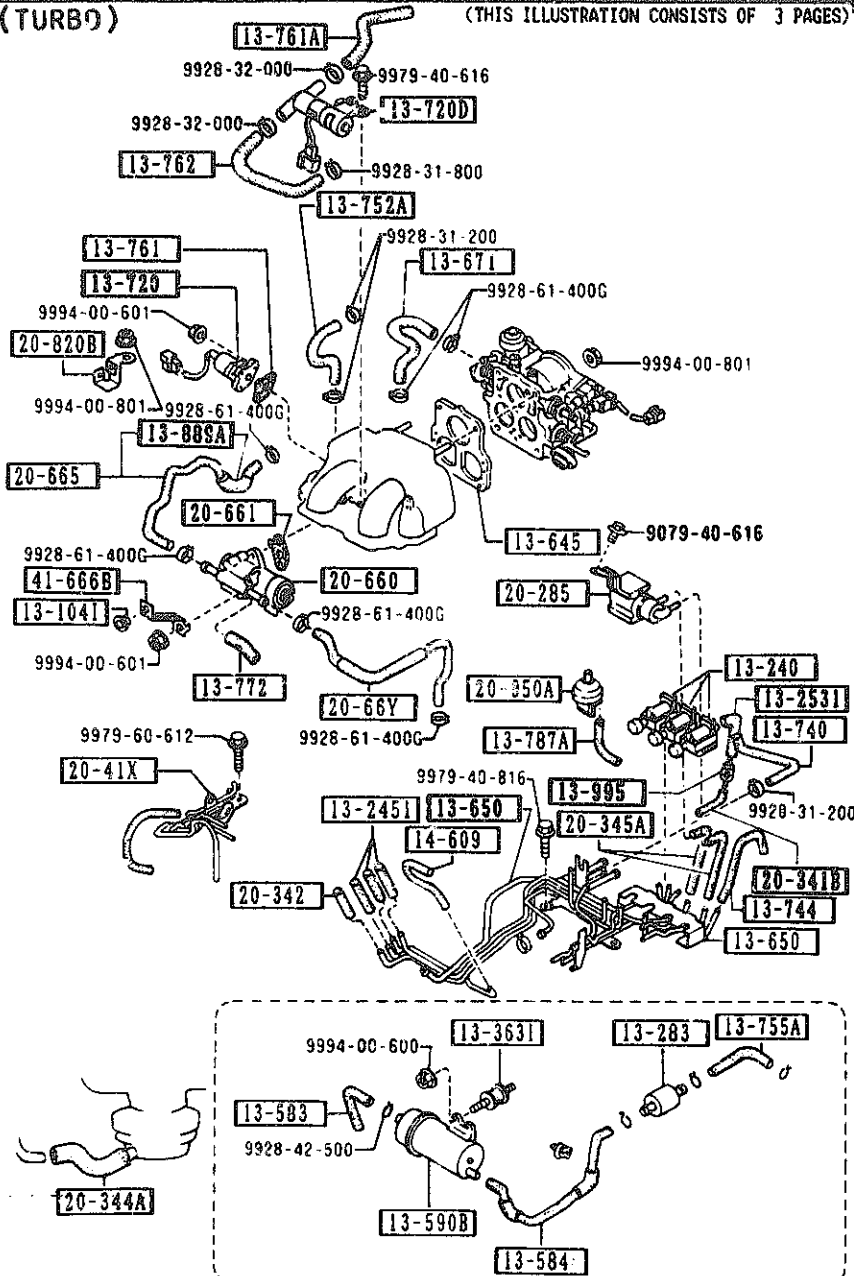 (TURBO)
(THIS ILLUSTRATION CONSISTS OF 3 PAGES)
13-761A
9928-32-000
9979-40-616
13-720D
9928-32-000
13-762
9928-31-800
13-752A
9928-31-200
13-761
13-671
13-720
9928-61-400G
9994-00-601
20-820B
9994-00-801
9994-00-801
9928-61-400G
13-889A
20-665
20-661
13-645
9079-40-616
9928-61-400G
41-666B
20-660
20-285
13-1041
9928-61-400G
9994-00-601
13-772
20-66Y
20-950A
13-240
13-2531
13-740
9979-60-612
9928-61-400G
13-787A
20-41X
9979-40-816
13-995
9928-31-200
13-2451
13-650
20-345A
14-609
20-342
20-341B
13-744
13-650
9994-00-600
13-3631
13-283
13-755A
13-583
9928-42-500
20-344A
13-590B
13-584